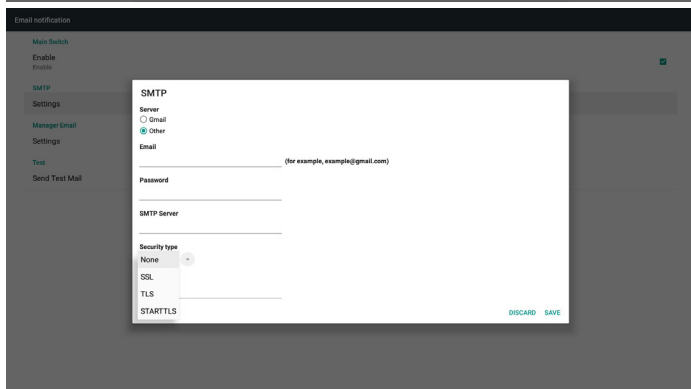 Email notification
Main Switch
Enable
Enable
SMTP
Settings
Manager Email
Settings
Test
Send Test Mail
SMTP
Server
Gmail
Other
Email
(for example, example@gmail.com)
Password
SMTP Server
Security type
None
SSL
TLS
STARTTLS
DISCARD SAVE